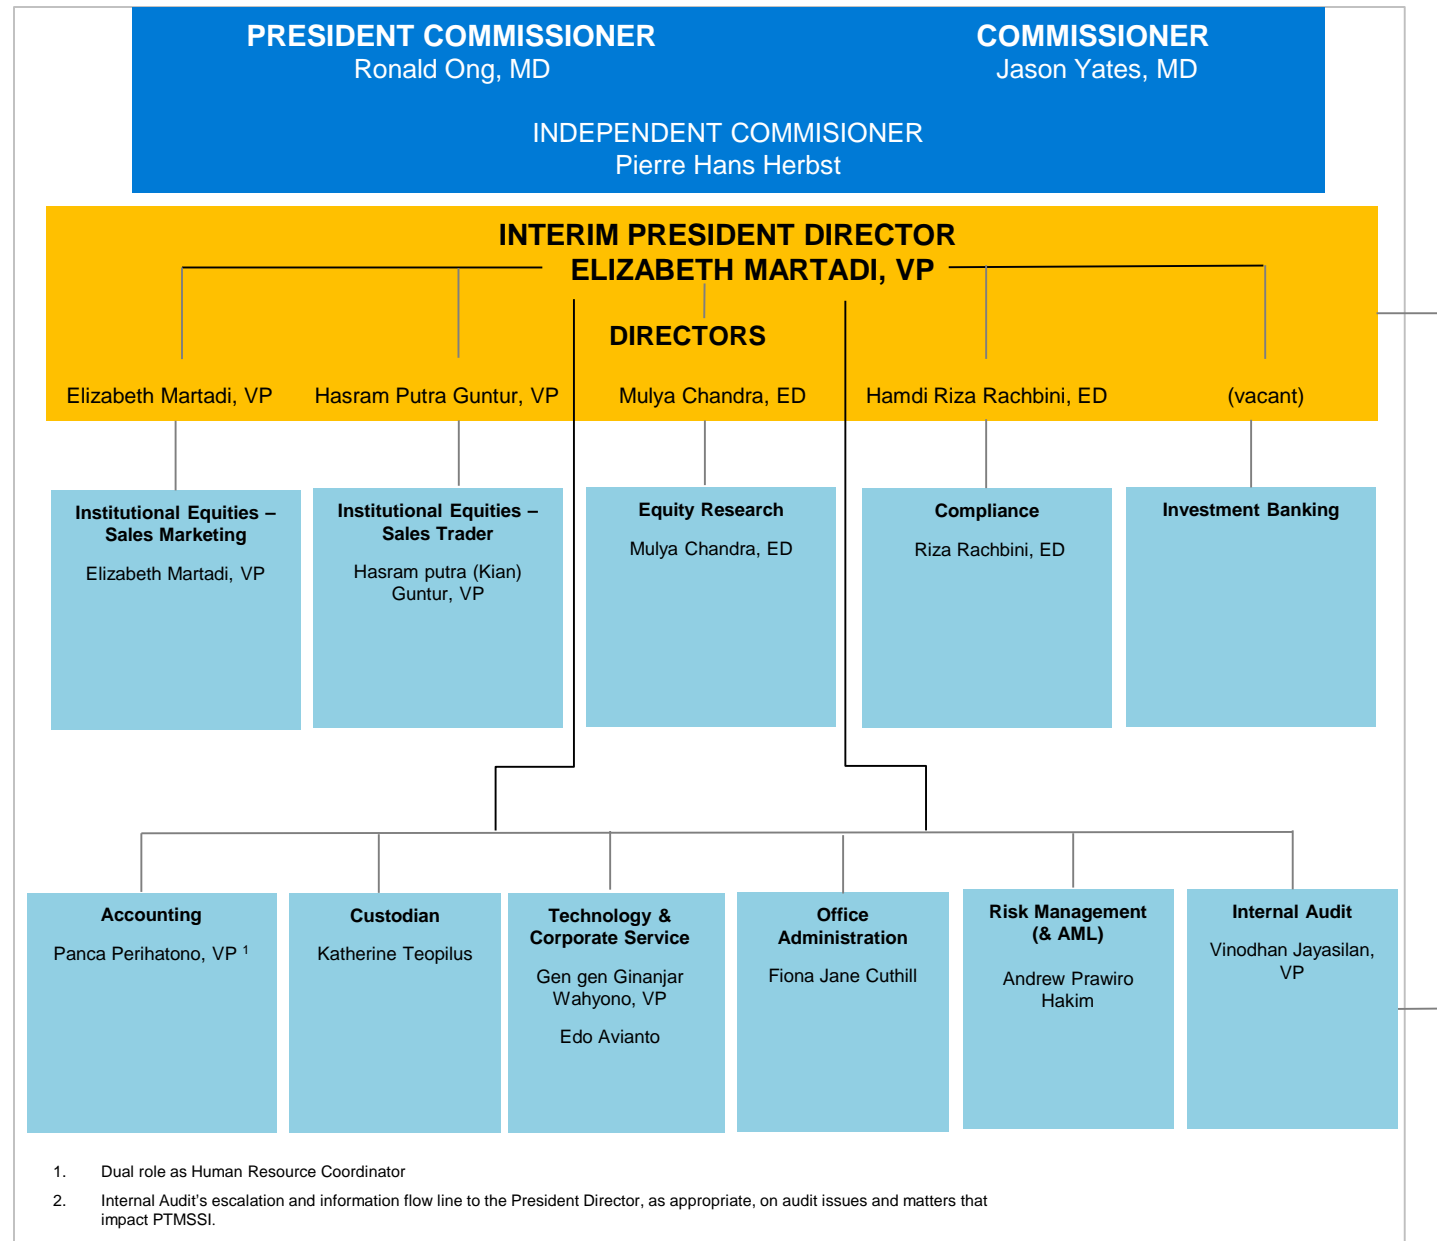 PRESIDENT COMMISSIONER
Ronald Ong, MD
COMMISSIONER
Jason Yates, MD
INDEPENDENT COMMISIONER
Pierre Hans Herbst
INTERIM PRESIDENT DIRECTOR
ELIZABETH MARTADI, VP
DIRECTORS
Elizabeth Martadi, VP
Hasram Putra Guntur, VP
Mulya Chandra, ED
Hamdi Riza Rachbini, ED
(vacant)
Institutional Equities –
Sales Marketing
Elizabeth Martadi, VP
Institutional Equities –
Sales Trader
Hasram putra (Kian)
Guntur, VP
Equity Research
Mulya Chandra, ED
Compliance
Riza Rachbini, ED
Investment Banking
Accounting
Panca Perihatono, VP 1
Custodian
Katherine Teopilus
Technology &
Corporate Service
Gen gen Ginanjar
Wahyono, VP
Edo Avianto
Office
Administration
Fiona Jane Cuthill
Risk Management
(& AML)
Andrew Prawiro
Hakim
Internal Audit
Vinodhan Jayasilan,
VP
1. Dual role as Human Resource Coordinator
2. Internal Audit's escalation and information flow line to the President Director, as appropriate, on audit issues and matters that
impact PTMSSI.